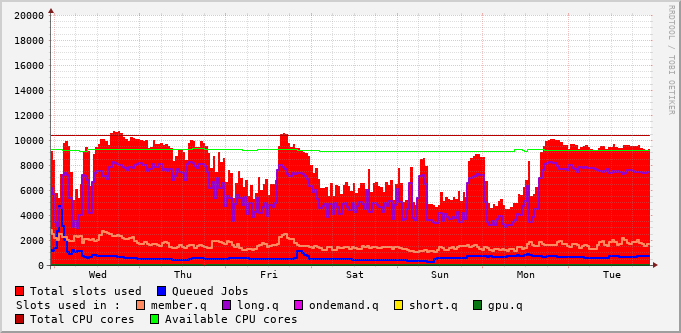 20000
18000
16000
14000
12000
10000
8000
6000
4000
2000
0
Wed Thu Fri Sat Sun Mon Tue
RRDTOOL / TOBI OETIKER
Total slots used Queued Jobs
Slots used in : member.q long.q ondemand.q short.q gpu.q
Total CPU cores Available CPU cores